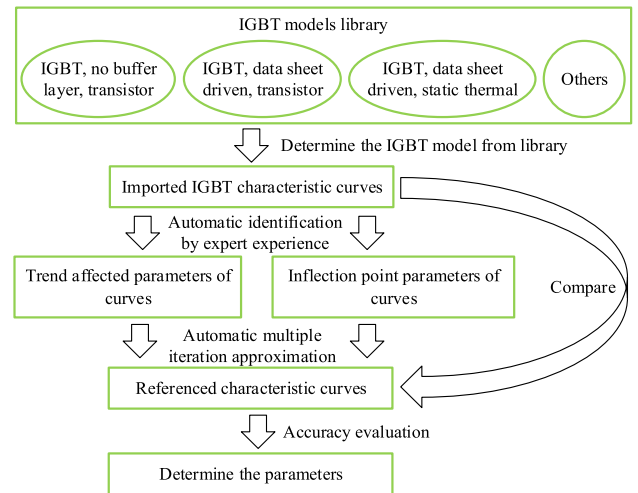 IGBT models library
IGBT, no buffer
layer, transistor
IGBT, data sheet
driven, transistor
IGBT, data sheet
driven, static thermal
Others
Determine the IGBT model from library
Imported IGBT characteristic curves
Automatic identification
by expert experience
Trend affected parameters of
curves
Inflection point parameters of
curves
Compare
Automatic multiple
iteration approximation
Referenced characteristic curves
Accuracy evaluation
Determine the parameters